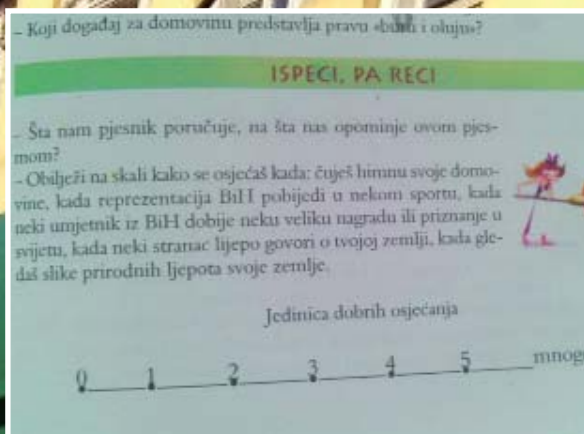 – Koji događaj za domovinu predstavlja pravu «buru i oluju»?
ISPECI, PA RECI
– Šta nam pjesnik poručuje, na šta nas opominje ovom pjes-
mom?
– Obilježi na skali kako se osjećaš kada: čuješ himnu svoje domo-
vine, kada reprezentacija BiH pobijedi u nekom sportu, kada
neki umjetnik iz BiH dobije neku veliku nagradu ili priznanje u
svijetu, kada neki stranac lijepo govori o tvojoj zemlji, kada gle-
daš slike prirodnih ljepota svoje zemlje.
Jedinica dobrih osjećanja
0 1 2 3 4 5 mnogo